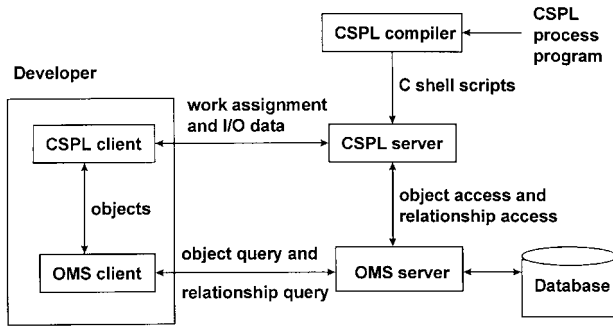 CSPL compiler
CSPL
process
program
Developer
C shell scripts
work assignment
and I/O data
CSPL client
CSPL server
objects
object access and
relationship access
object query and
relationship query
OMS client
OMS server
Database